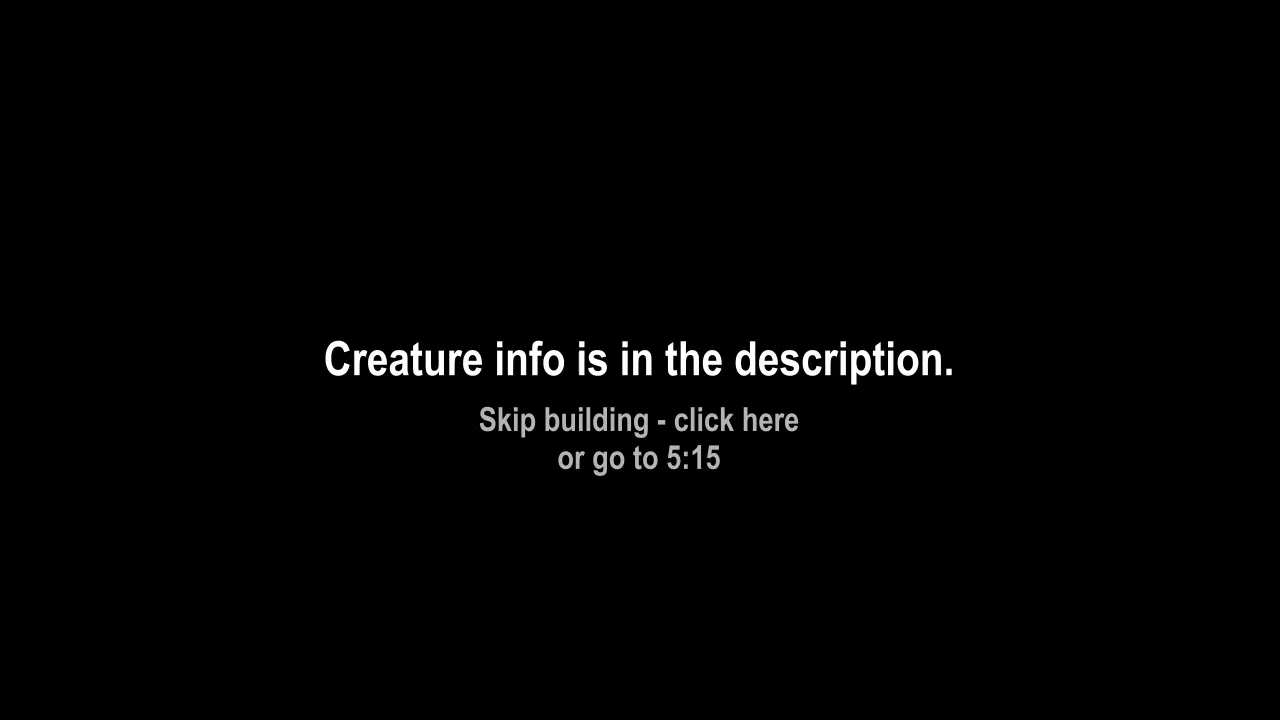 Creature info is in the description.
Skip building - click here
or go to 5:15